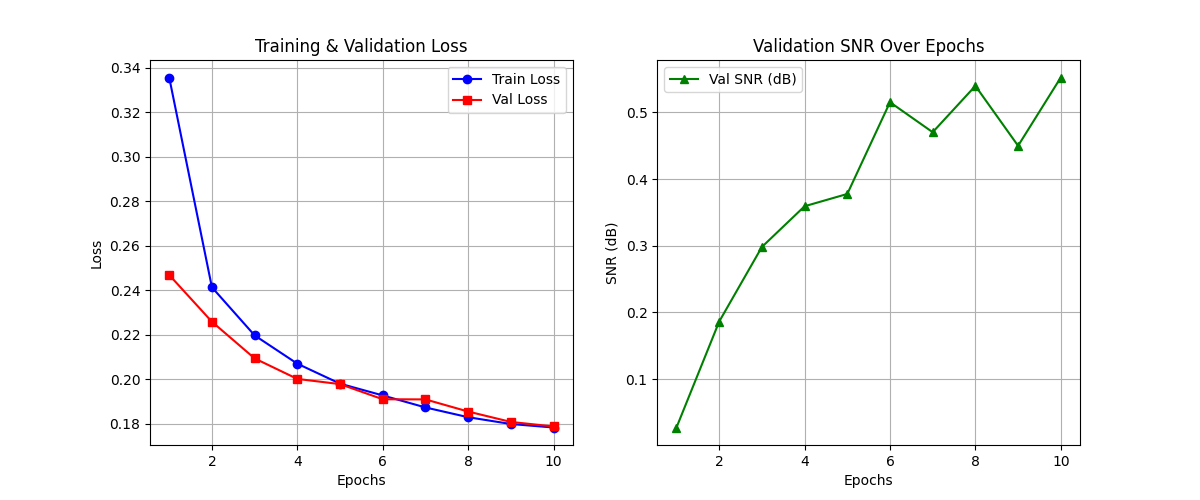 Training & Validation Loss
Train Loss
Val Loss
0.34
0.32
0.30
0.28
0.26
0.24
0.22
0.20
0.18
Loss
2
4
6
8
10
Epochs
Validation SNR Over Epochs
Val SNR (dB)
0.5
0.4
0.3
0.2
0.1
SNR (dB)
2
4
6
8
10
Epochs